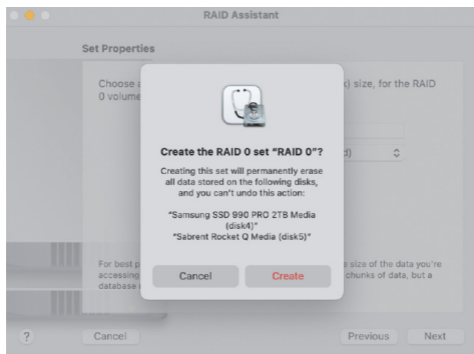 RAID Assistant
Set Properties
Choose
0 volume
size, for the RAID
Create the RAID 0 set “RAID 0”?
Creating this set will permanently erase
all data stored on the following disks,
and you can't undo this action:
“Samsung SSD 990 PRO 2TB Media
(disk4)”
“Sabrent Rocket Q Media (disk5)”
For best
accessing
database
size of the data you're
chunks of data, but a
Cancel
Create
?
Cancel
Previous
Next